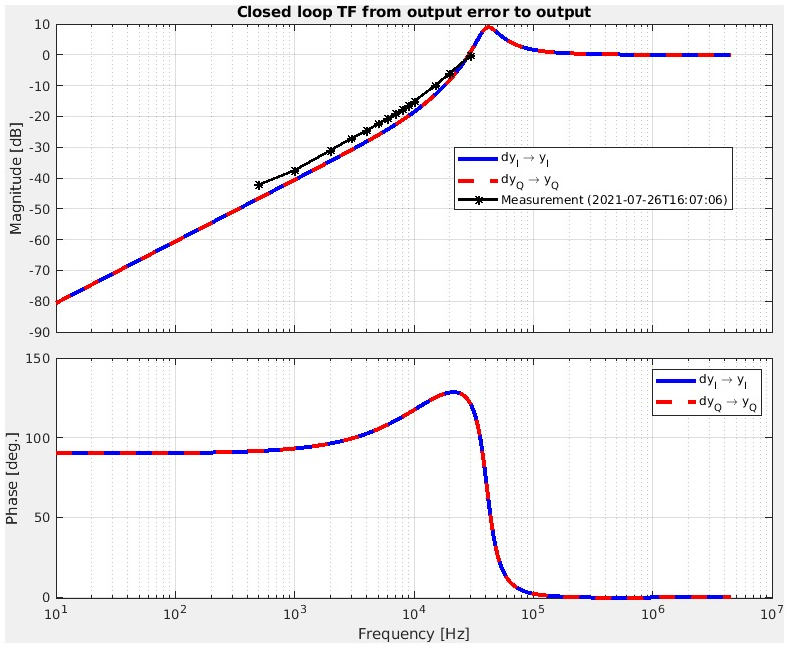 Closed loop TF from output error to output
10
0
-10
-20
-30
-40
-50
-60
-70
-80
-90
Magnitude [dB]
dy_I → y_I
dy_Q → y_Q
Measurement (2021-07-26T16:07:06)
150
100
50
0
Phase [deg.]
dy_I → y_I
dy_Q → y_Q
10^1 10^2 10^3 10^4 10^5 10^6 10^7
Frequency [Hz]